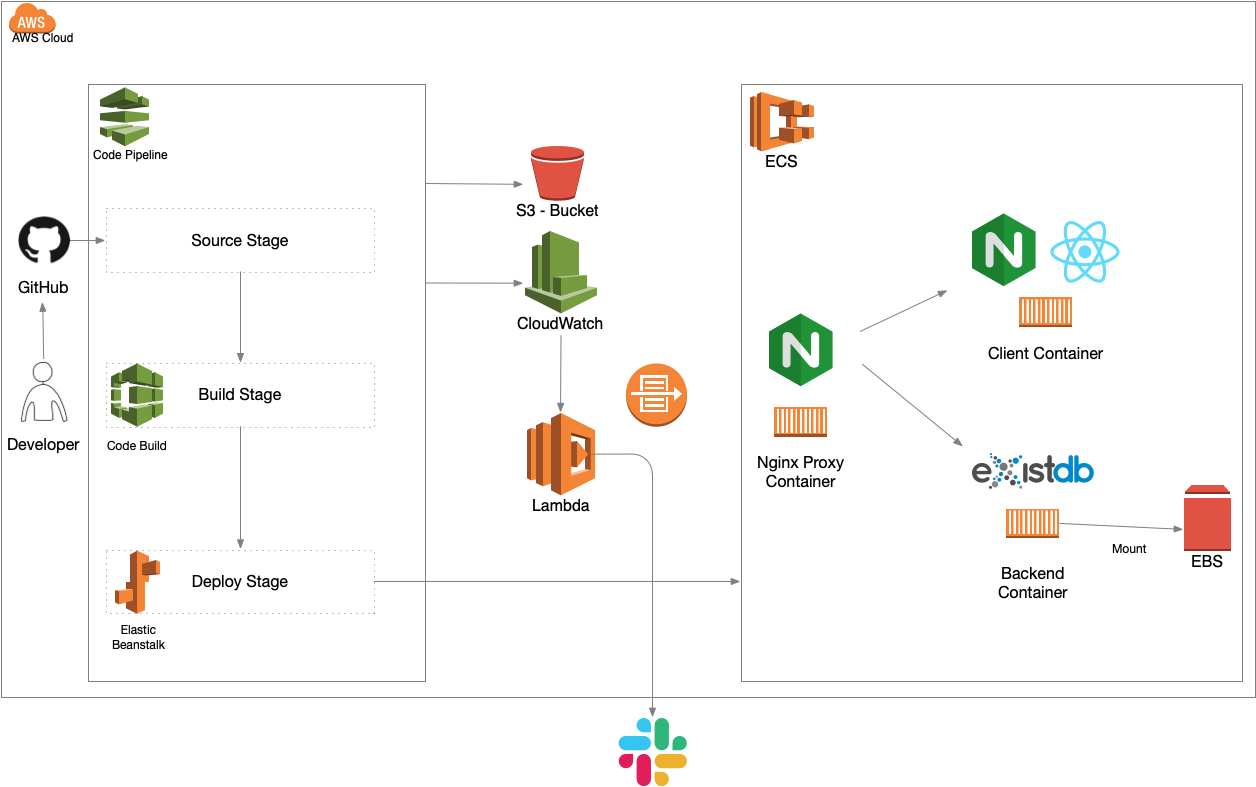 AWS
AWS Cloud
Code Pipeline
ECS
S3 - Bucket
Source Stage
GitHub
CloudWatch
Client Container
Build Stage
Code Build
Developer
Nginx Proxy
Container
Lambda
eXistdb
Mount
EBS
Deploy Stage
Backend
Container
Elastic
Beanstalk